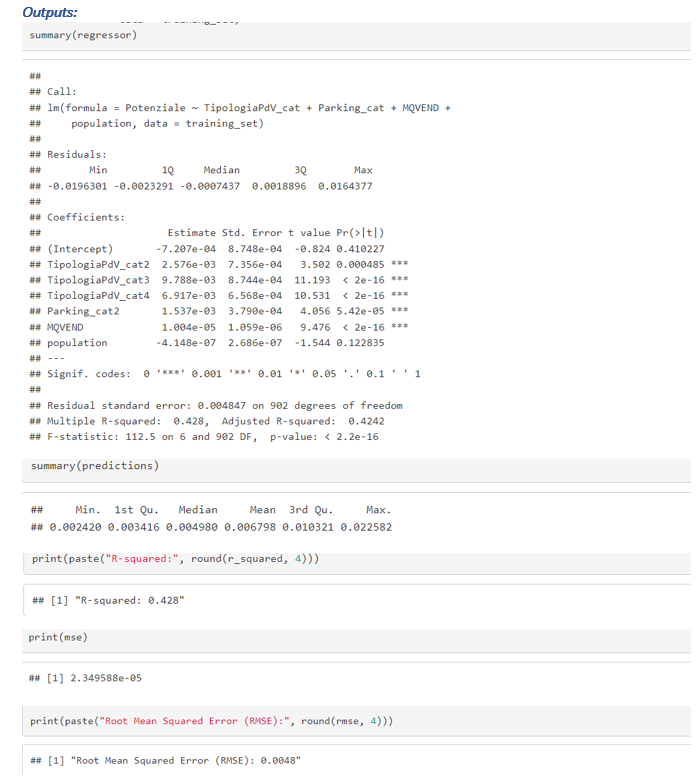 Outputs:
summary(regressor)
##
## Call:
## lm(formula = Potenziale ~ TipologiaPdV_cat + Parking_cat + MQVEND +
##     population, data = training_set)
##
## Residuals:
##        Min         1Q     Median         3Q        Max
## -0.0196301 -0.0023291 -0.0007437  0.0018896  0.0164377
##
## Coefficients:
##                     Estimate Std. Error t value Pr(>|t|)
## (Intercept)       -7.207e-04  8.748e-04  -0.824 0.410227
## TipologiaPdV_cat2  2.576e-03  7.356e-04   3.502 0.000485 ***
## TipologiaPdV_cat3  9.788e-03  8.744e-04  11.193  < 2e-16 ***
## TipologiaPdV_cat4  6.917e-03  6.568e-04  10.531  < 2e-16 ***
## Parking_cat2       1.537e-03  3.790e-04   4.056 5.42e-05 ***
## MQVEND             1.004e-05  1.059e-06   9.476  < 2e-16 ***
## population        -4.148e-07  2.686e-07  -1.544 0.122835
## ---
## Signif. codes:  0 '***' 0.001 '**' 0.01 '*' 0.05 '.' 0.1 ' ' 1
##
## Residual standard error: 0.004847 on 902 degrees of freedom
## Multiple R-squared:  0.428,  Adjusted R-squared:  0.4242
## F-statistic: 112.5 on 6 and 902 DF,  p-value: < 2.2e-16
summary(predictions)
##     Min.  1st Qu.   Median     Mean  3rd Qu.     Max.
## 0.002420 0.003416 0.004980 0.006798 0.010321 0.022582
print(paste("R-squared:", round(r_squared, 4)))
## [1] "R-squared: 0.428"
print(mse)
## [1] 2.349588e-05
print(paste("Root Mean Squared Error (RMSE):", round(rmse, 4)))
## [1] "Root Mean Squared Error (RMSE): 0.0048"